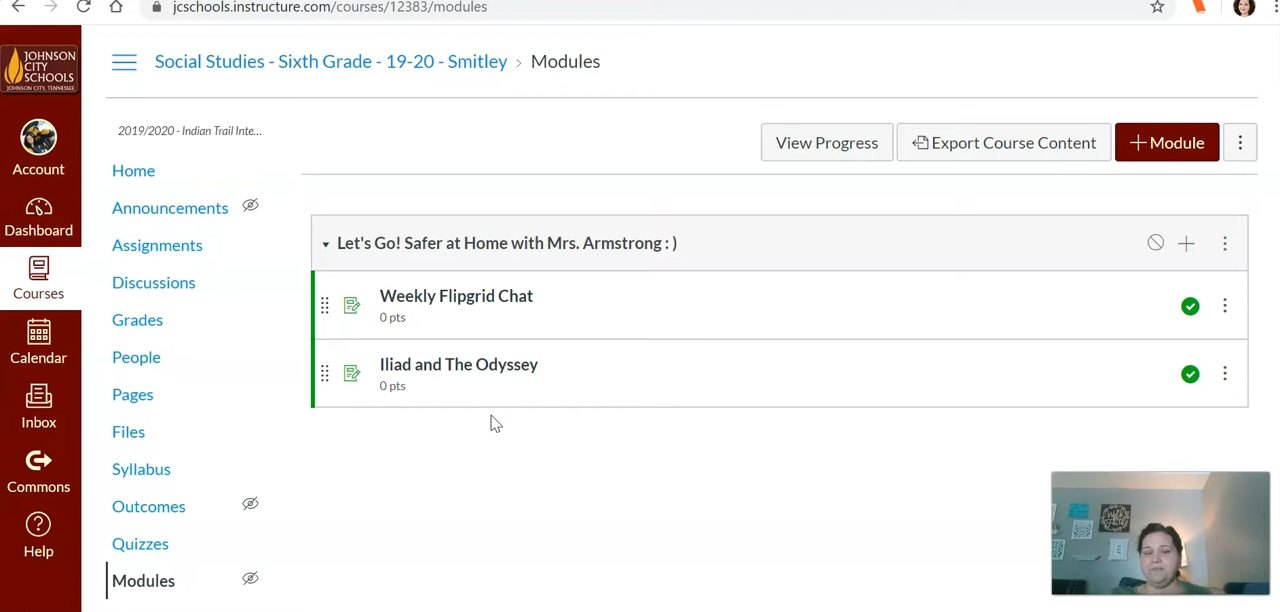 jcschools.instructure.com/courses/12383/modules
JOHNSON
CITY
SCHOOLS
JOHNSON CITY, TENNESSEE
Account
Dashboard
Courses
Calendar
Inbox
Commons
Help
Social Studies - Sixth Grade - 19-20 - Smitley › Modules
2019/2020 - Indian Trail Inte...
Home
Announcements
Assignments
Discussions
Grades
People
Pages
Files
Syllabus
Outcomes
Quizzes
Modules
View Progress
Export Course Content
+ Module
Let's Go! Safer at Home with Mrs. Armstrong : )
Weekly Flipgrid Chat
0 pts
Iliad and The Odyssey
0 pts